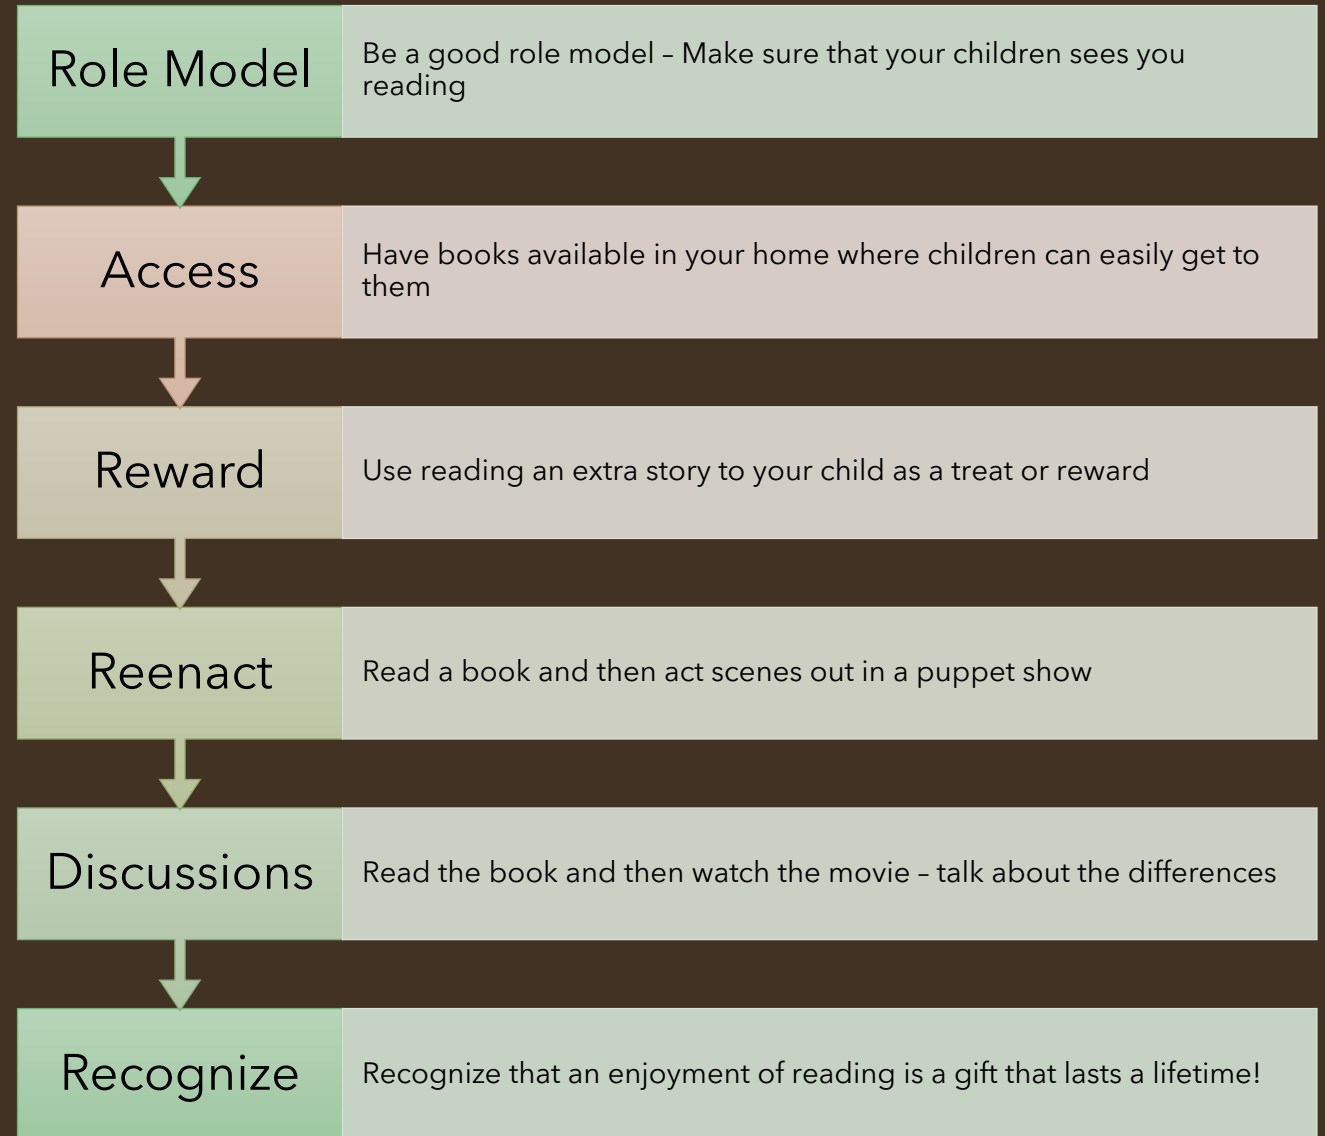 Role Model
Be a good role model – Make sure that your children sees you
reading
Access
Have books available in your home where children can easily get to
them
Reward
Use reading an extra story to your child as a treat or reward
Reenact
Read a book and then act scenes out in a puppet show
Discussions
Read the book and then watch the movie – talk about the differences
Recognize
Recognize that an enjoyment of reading is a gift that lasts a lifetime!